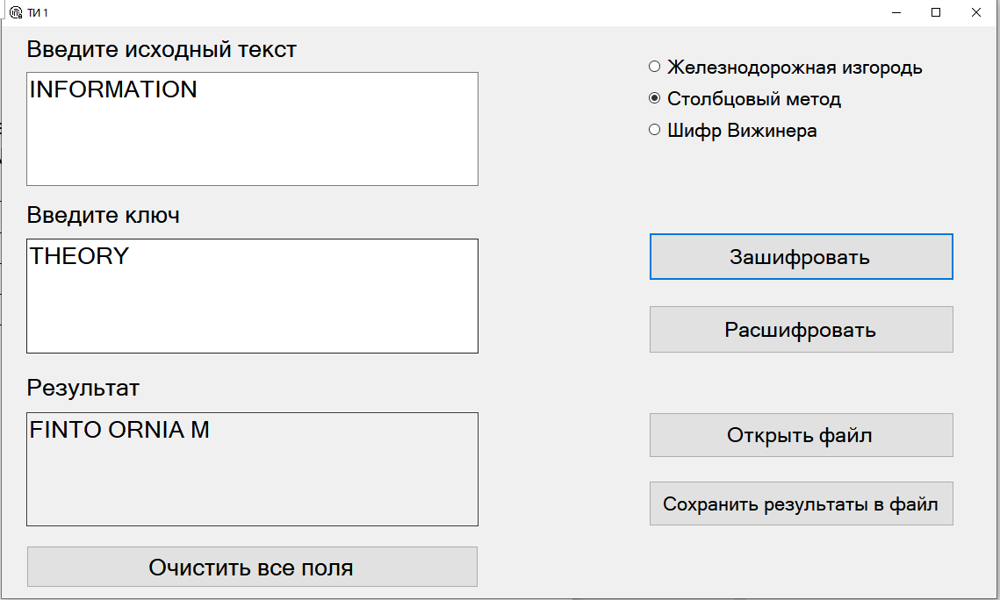 ТИ 1
Введите исходный текст
INFORMATION
Введите ключ
THEORY
Результат
FINTO ORNIA M
Очистить все поля
Железнодорожная изгородь
Столбцовый метод
Шифр Вижинера
Зашифровать
Расшифровать
Открыть файл
Сохранить результаты в файл